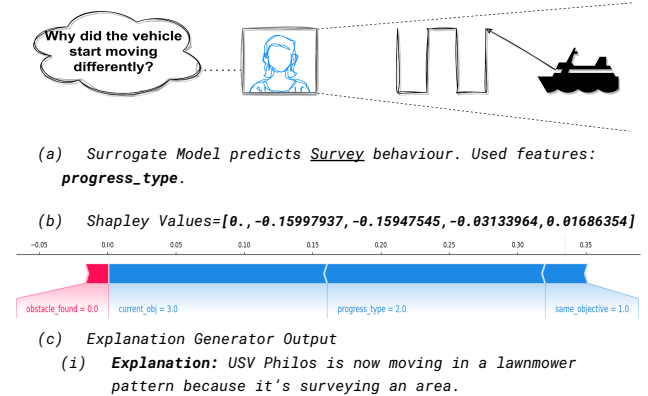 Why did the vehicle
start moving
differently?
(a) Surrogate Model predicts Survey behaviour. Used features:
progress_type.
(b) Shapley Values=[0.,-0.15997937,-0.15947545,-0.03133964,0.01686354]
−0.05 0.00 0.05 0.10 0.15 0.20 0.25 0.30 0.35
obstacle_found = 0.0 current_obj = 3.0 progress_type = 2.0 same_objective = 1.0
(c) Explanation Generator Output
(i) Explanation: USV Philos is now moving in a lawnmower
pattern because it's surveying an area.